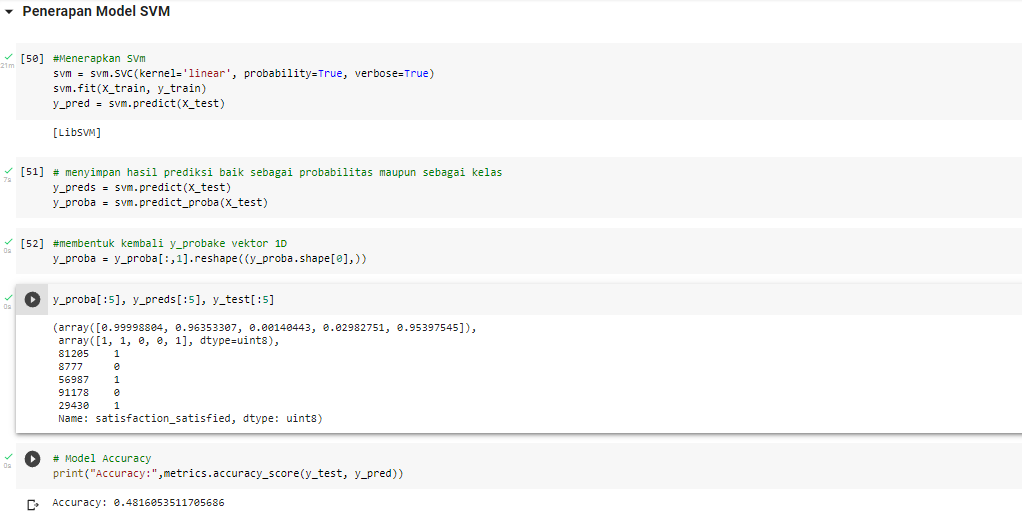 Penerapan Model SVM
[50] #Menerapkan SVm
21m
svm = svm.SVC(kernel='linear', probability=True, verbose=True)
svm.fit(X_train, y_train)
y_pred = svm.predict(X_test)
[LibSVM]
[51] # menyimpan hasil prediksi baik sebagai probabilitas maupun sebagai kelas
7s
y_preds = svm.predict(X_test)
y_proba = svm.predict_proba(X_test)
[52] #membentuk kembali y_probake vektor 1D
0s
y_proba = y_proba[:,1].reshape((y_proba.shape[0],))
y_proba[:5], y_preds[:5], y_test[:5]
0s
(array([0.99998804, 0.96353307, 0.00140443, 0.02982751, 0.95397545]),
array([1, 1, 0, 0, 1], dtype=uint8),
81205 1
8777 0
56987 1
91178 0
29430 1
Name: satisfaction_satisfied, dtype: uint8)
# Model Accuracy
0s
print("Accuracy:",metrics.accuracy_score(y_test, y_pred))
Accuracy: 0.4816053511705686